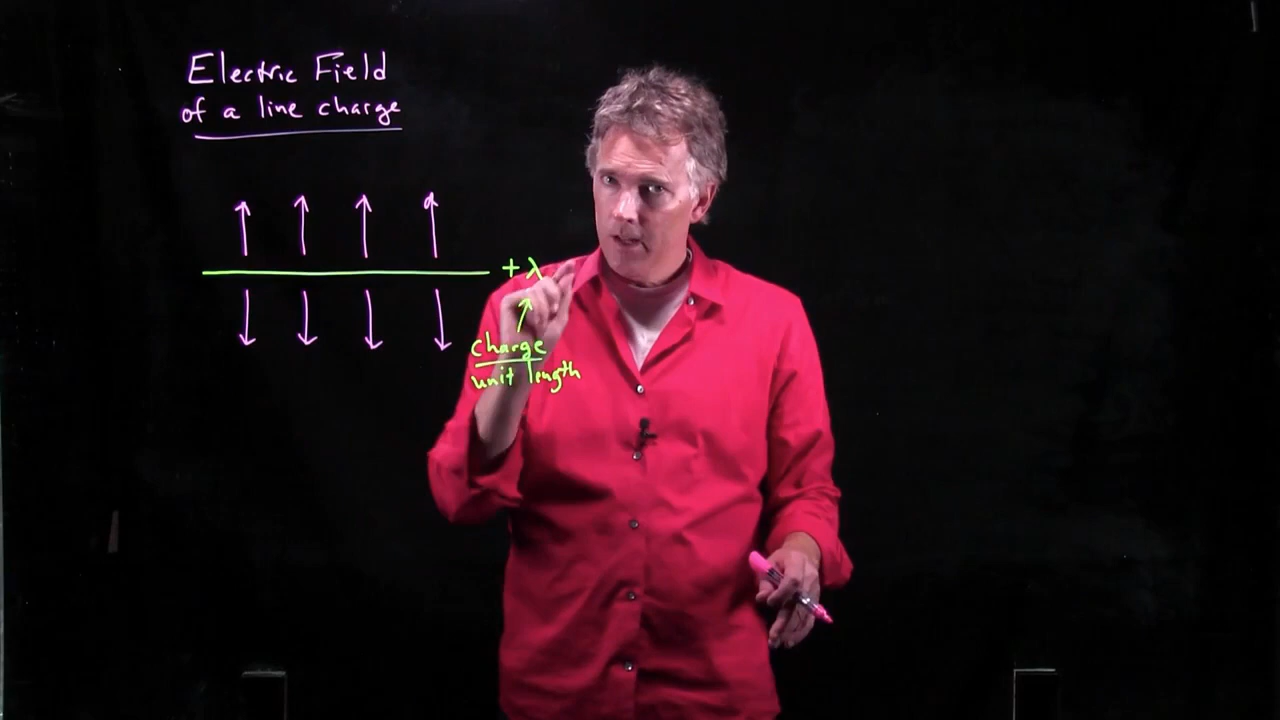 Electric Field
of a line charge
+ λ
charge
unit length